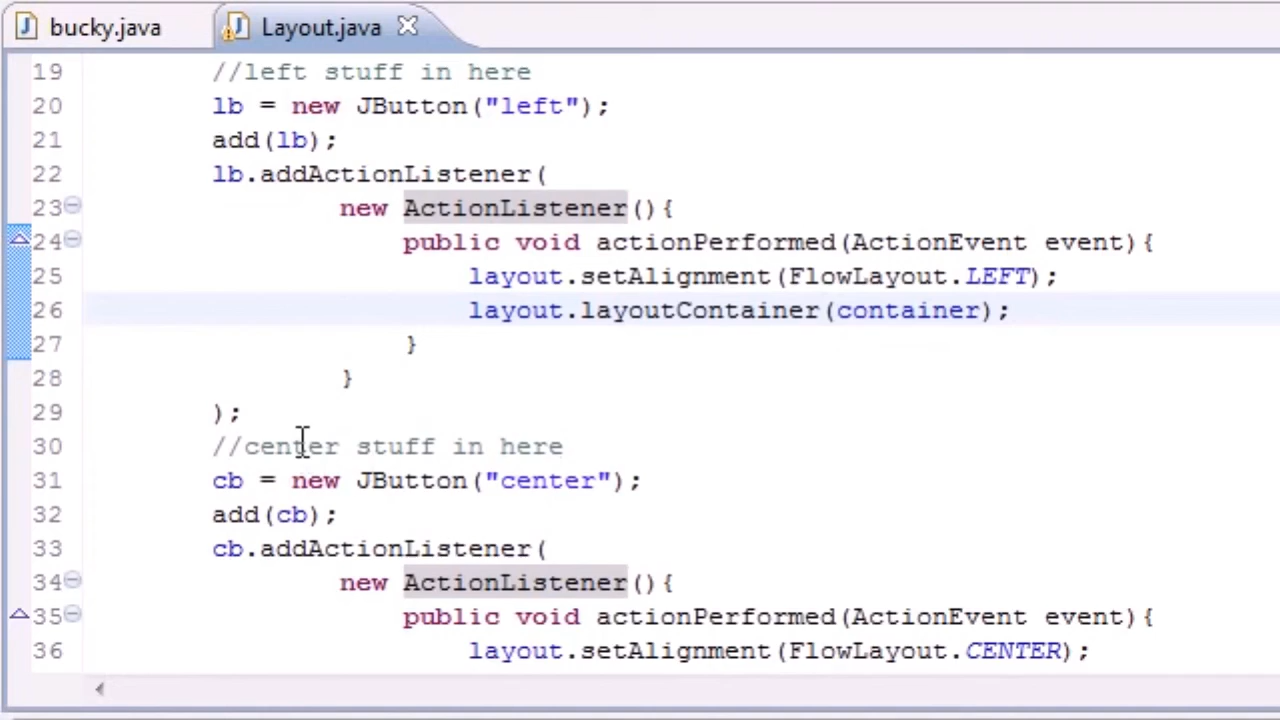 bucky.java Layout.java
19 //left stuff in here
20 lb = new JButton("left");
21 add(lb);
22 lb.addActionListener(
23 new ActionListener(){
24 public void actionPerformed(ActionEvent event){
25 layout.setAlignment(FlowLayout.LEFT);
26 layout.layoutContainer(container);
27 }
28 }
29 );
30 //center stuff in here
31 cb = new JButton("center");
32 add(cb);
33 cb.addActionListener(
34 new ActionListener(){
35 public void actionPerformed(ActionEvent event){
36 layout.setAlignment(FlowLayout.CENTER);